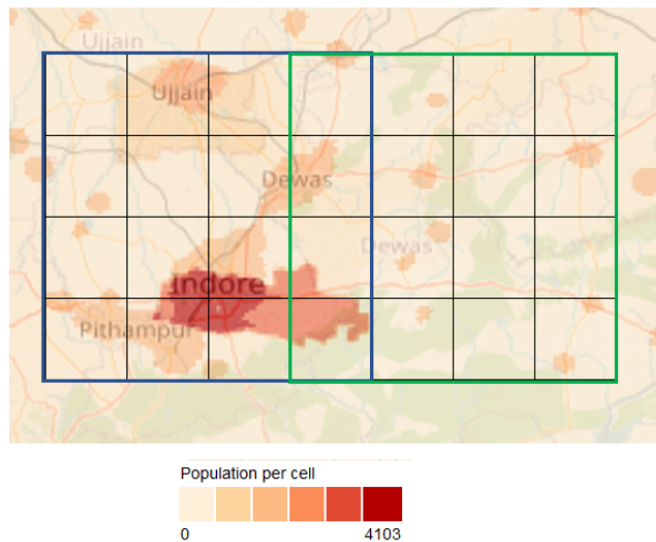 Ujjain
Ujjain
Dewas
Dewas
Indore
Pithampur
Population per cell
0 4103